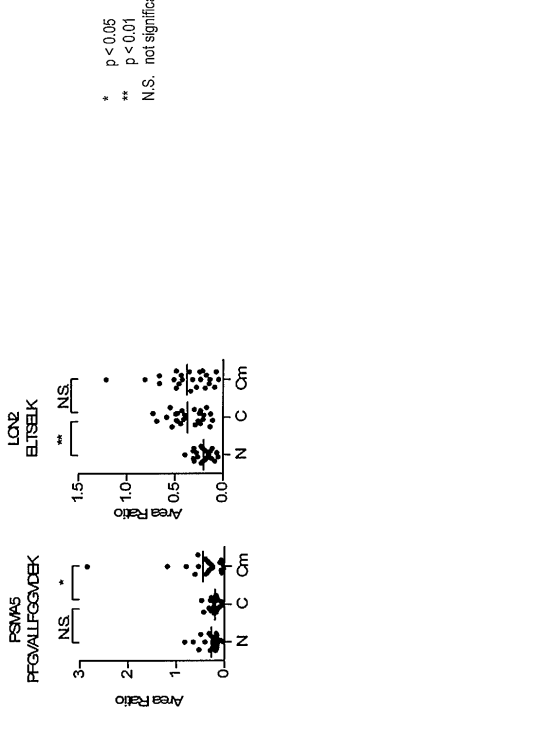 PSMA5
PFGVALLFGGVDEK
N.S.
*
3
2
1
0
Area Ratio
N
C
Cm
LCN2
ELTSELK
**
N.S.
1.5
1.0
0.5
0.0
Area Ratio
N
C
Cm
* p < 0.05
** p < 0.01
N.S. not